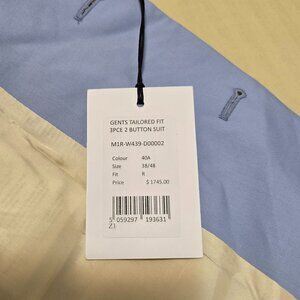 GENTS TAILORED FIT
3PCE 2 BUTTON SUIT
M1R-W439-D00002
Colour 40A
Size 38/48
Fit R
Price $ 1745.00
5 059297 193631
Z1